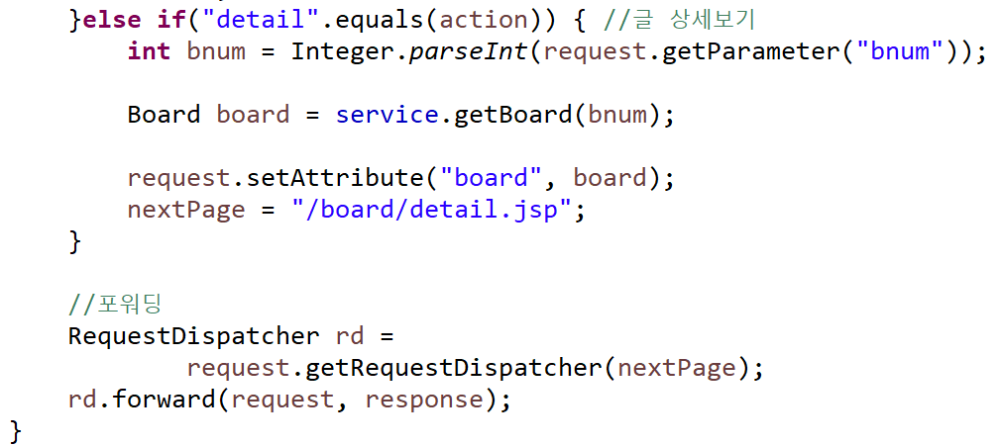 }else if("detail".equals(action)) { //글 상세보기
int bnum = Integer.parseInt(request.getParameter("bnum"));
Board board = service.getBoard(bnum);
request.setAttribute("board", board);
nextPage = "/board/detail.jsp";
}
//포워딩
RequestDispatcher rd =
request.getRequestDispatcher(nextPage);
rd.forward(request, response);
}